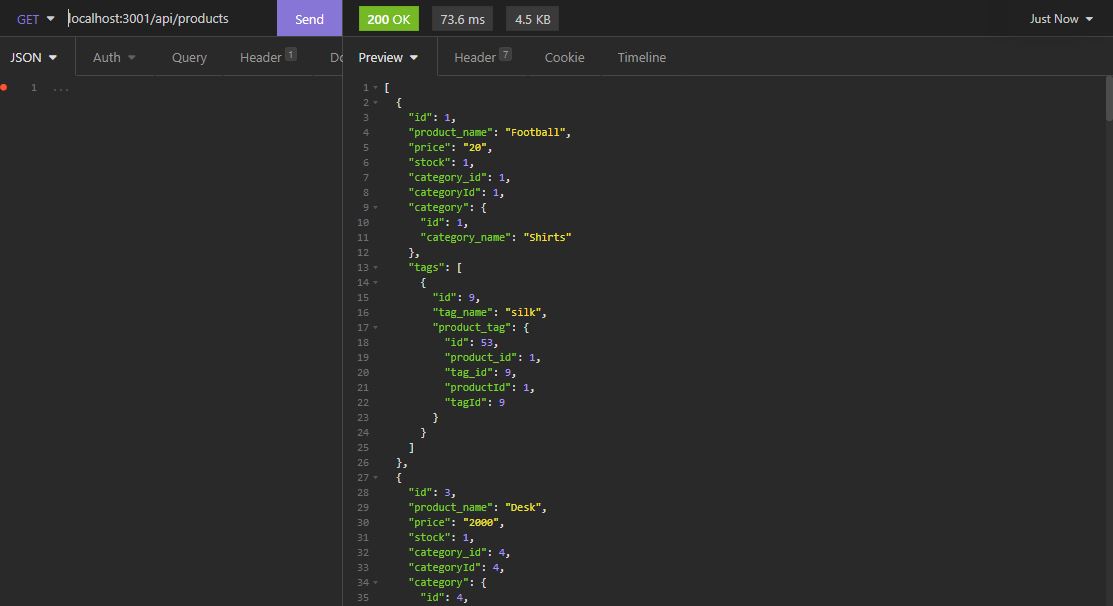 GET localhost:3001/api/products Send 200 OK 73.6 ms 4.5 KB Just Now
JSON Auth Query Header 1 Do Preview Header 7 Cookie Timeline
1 ...
1 [
2 {
3 "id": 1,
4 "product_name": "Football",
5 "price": "20",
6 "stock": 1,
7 "category_id": 1,
8 "categoryId": 1,
9 "category": {
10 "id": 1,
11 "category_name": "Shirts"
12 },
13 "tags": [
14 {
15 "id": 9,
16 "tag_name": "silk",
17 "product_tag": {
18 "id": 53,
19 "product_id": 1,
20 "tag_id": 9,
21 "productId": 1,
22 "tagId": 9
23 }
24 }
25 ]
26 },
27 {
28 "id": 3,
29 "product_name": "Desk",
30 "price": "2000",
31 "stock": 1,
32 "category_id": 4,
33 "categoryId": 4,
34 "category": {
35 "id": 4,